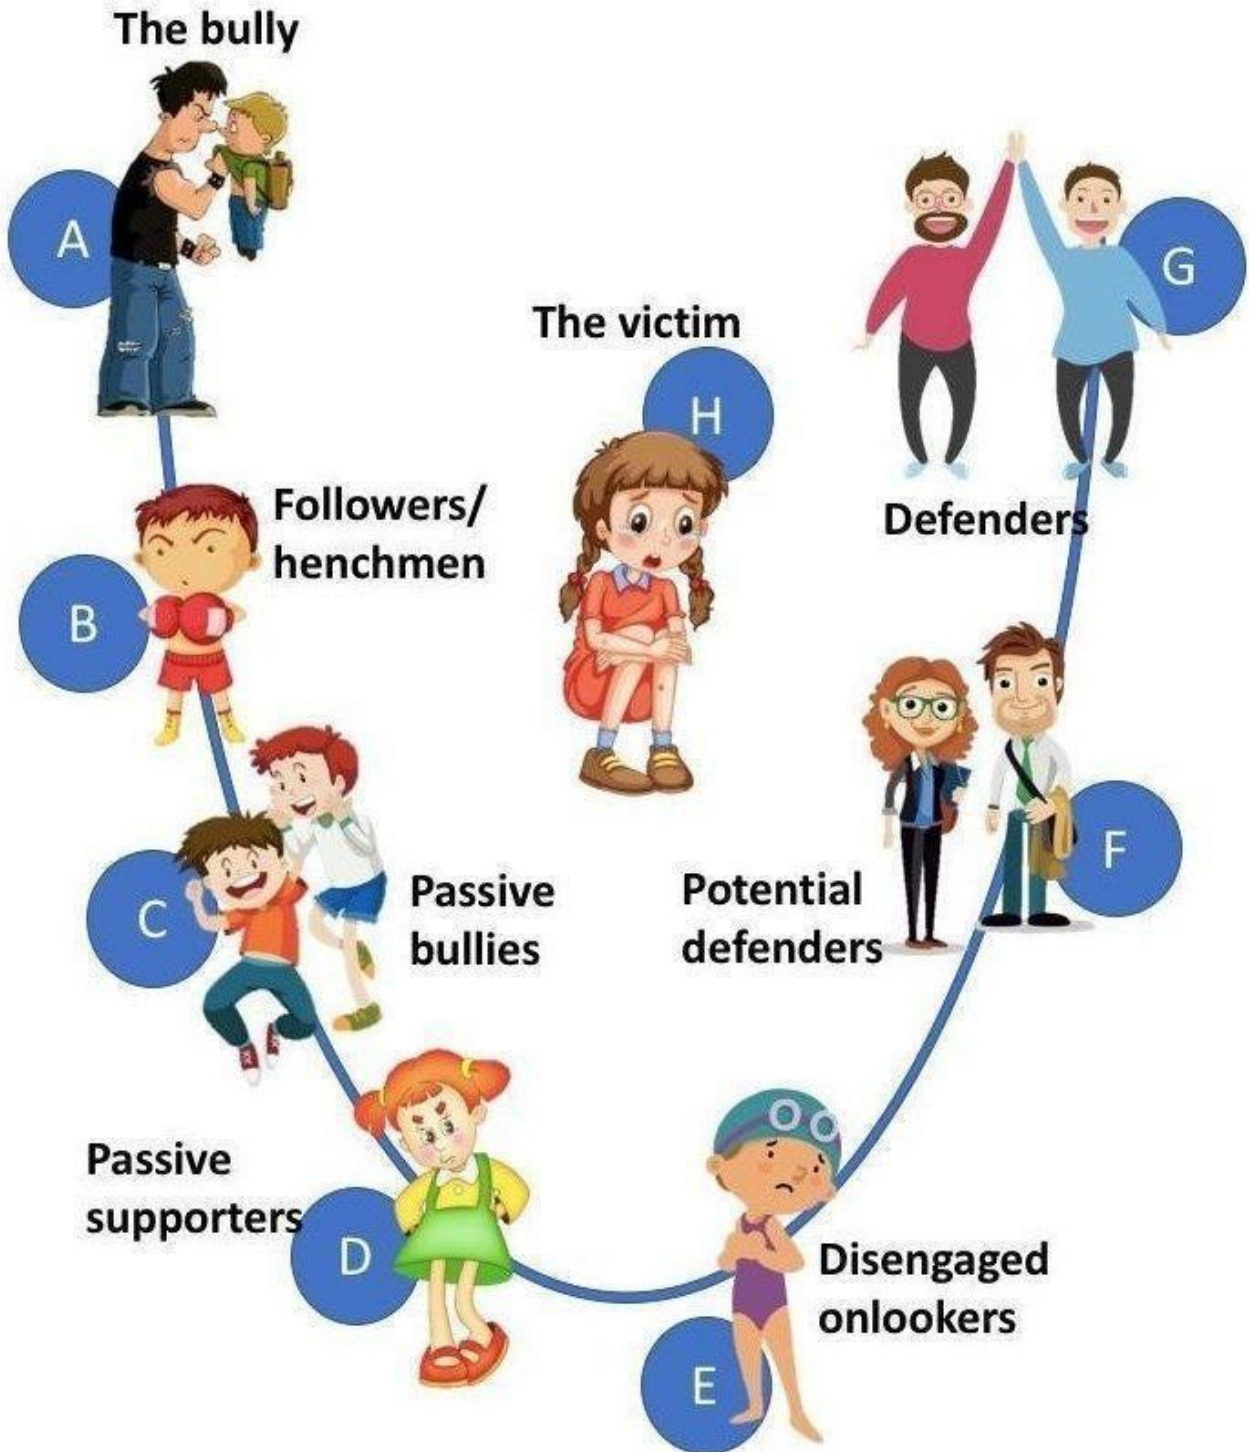 The bully
A
G
The victim
H
Followers/
henchmen
Defenders
B
F
C
Passive
bullies
Potential
defenders
Passive
supporters
D
Disengaged
onlookers
E